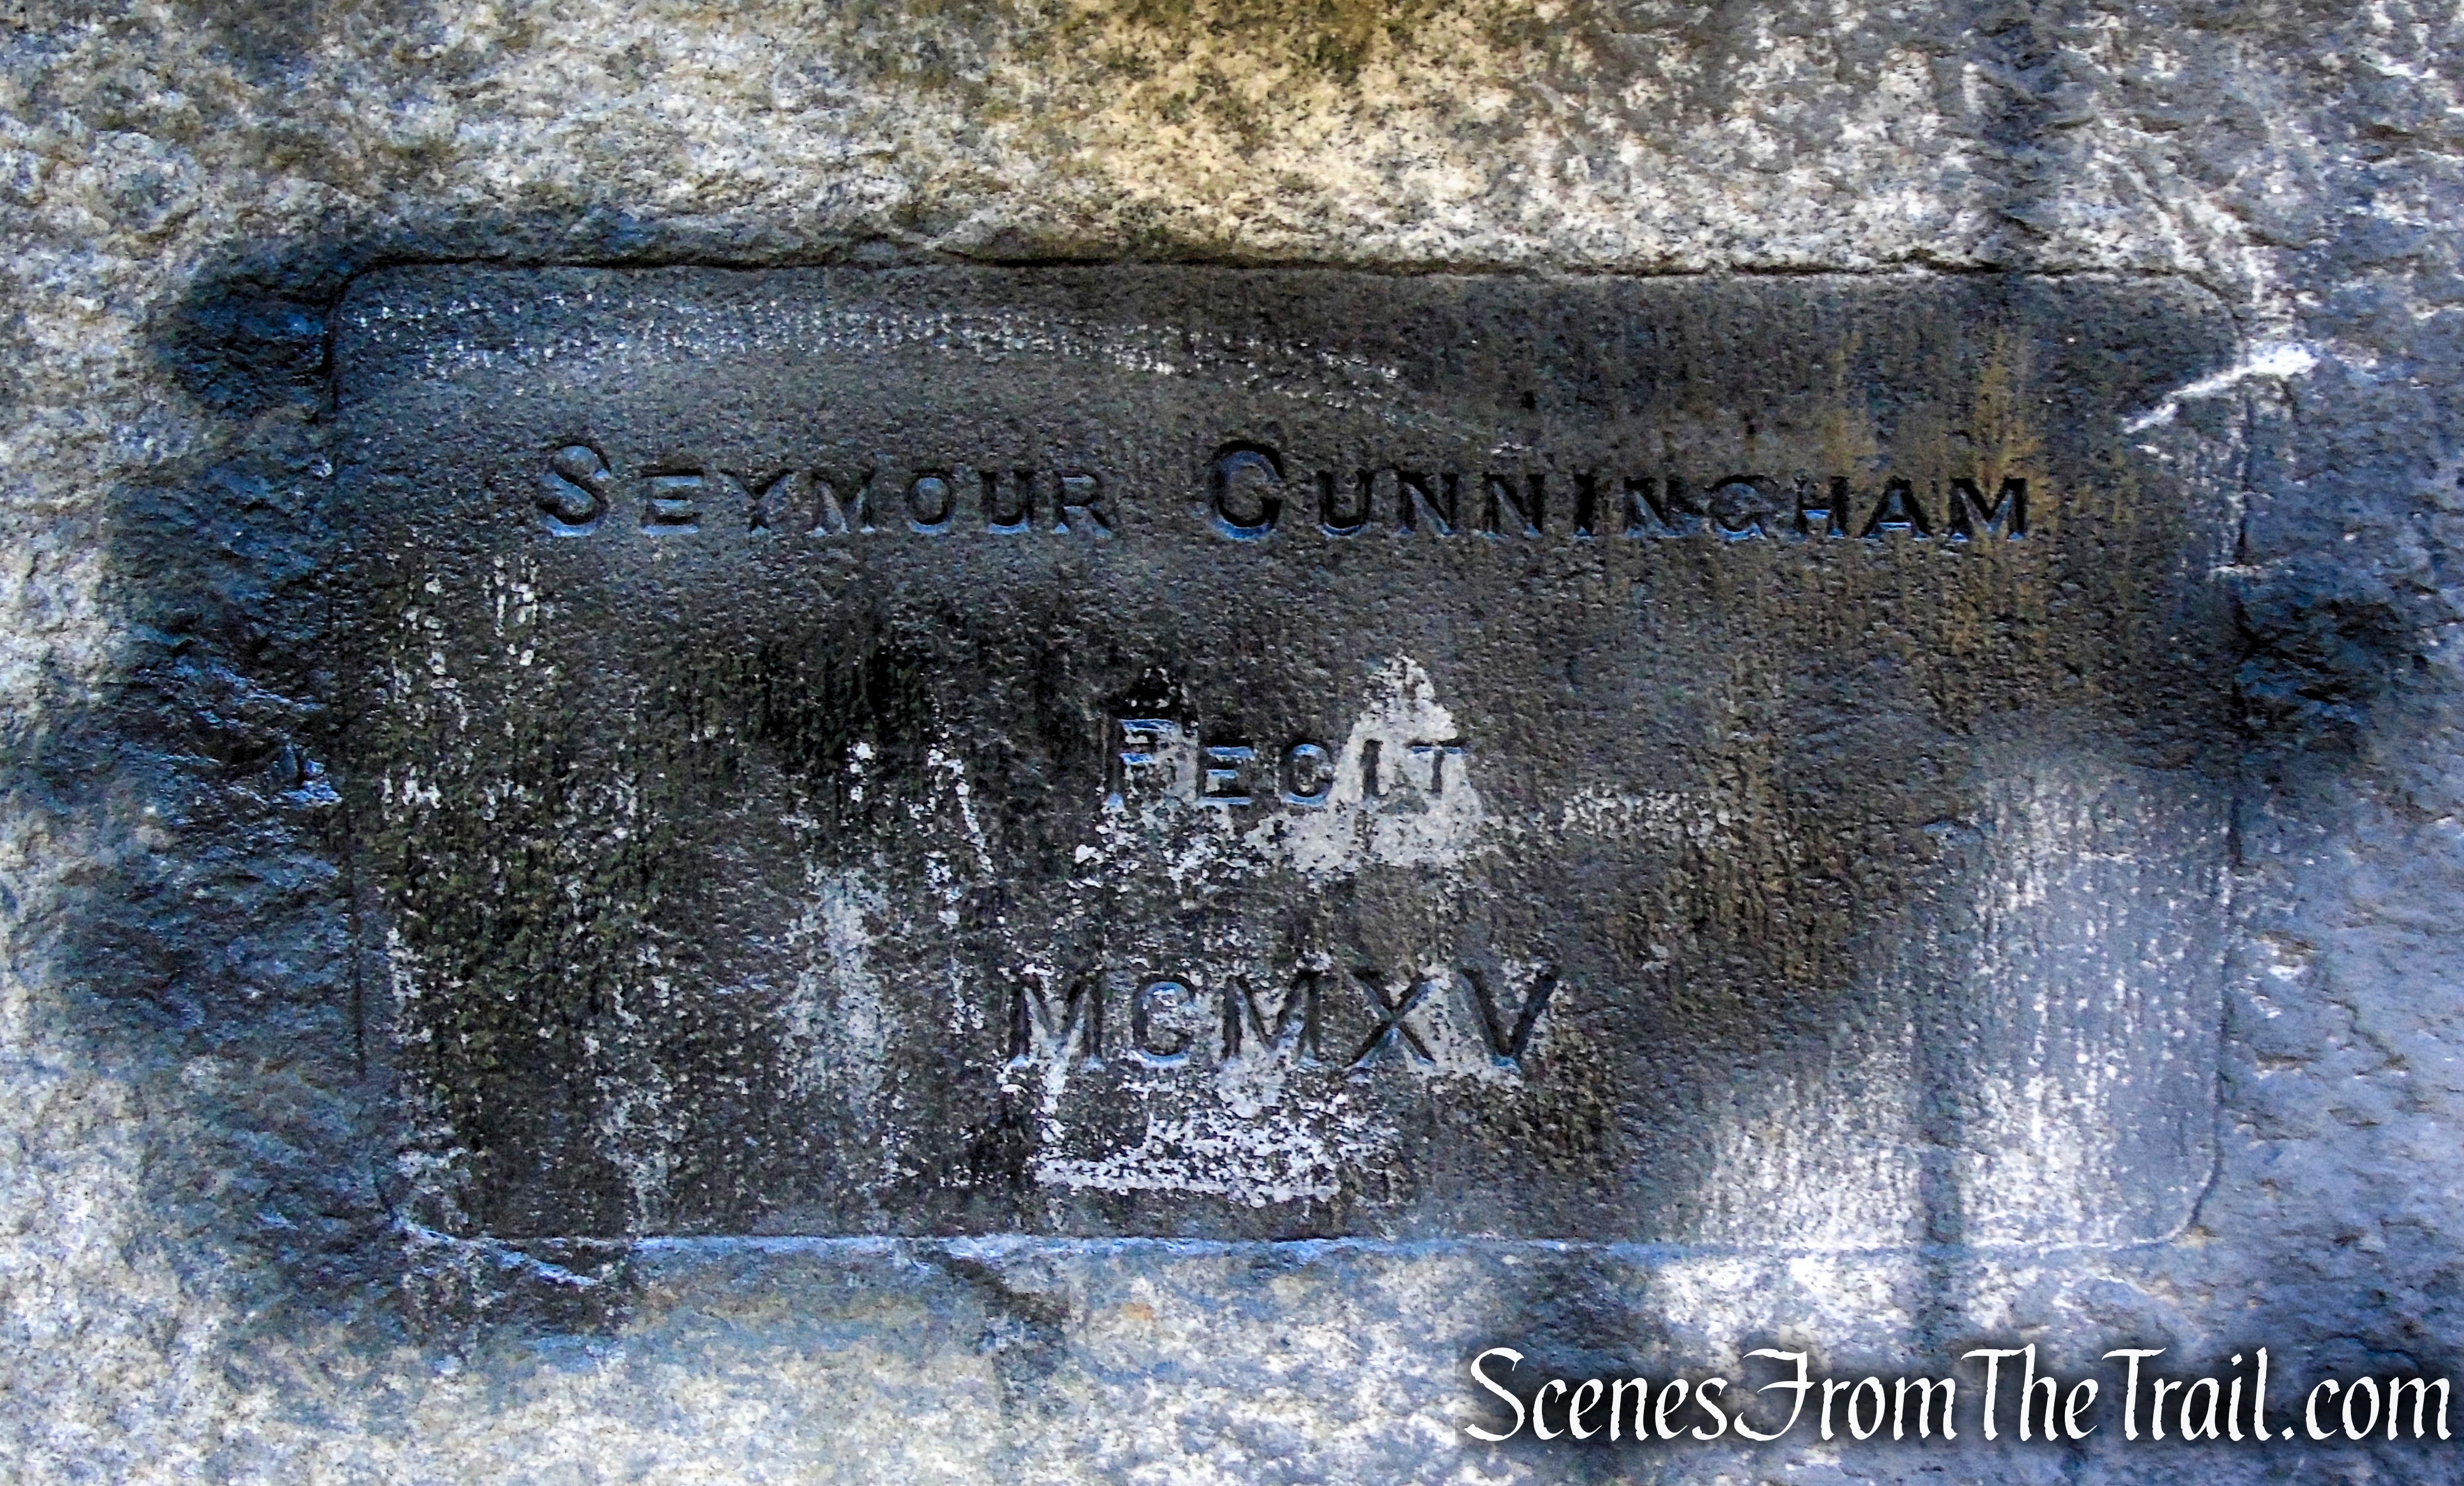 Seymour Cunningham
Fecit
MCMXV
ScenesFromTheTrail.com